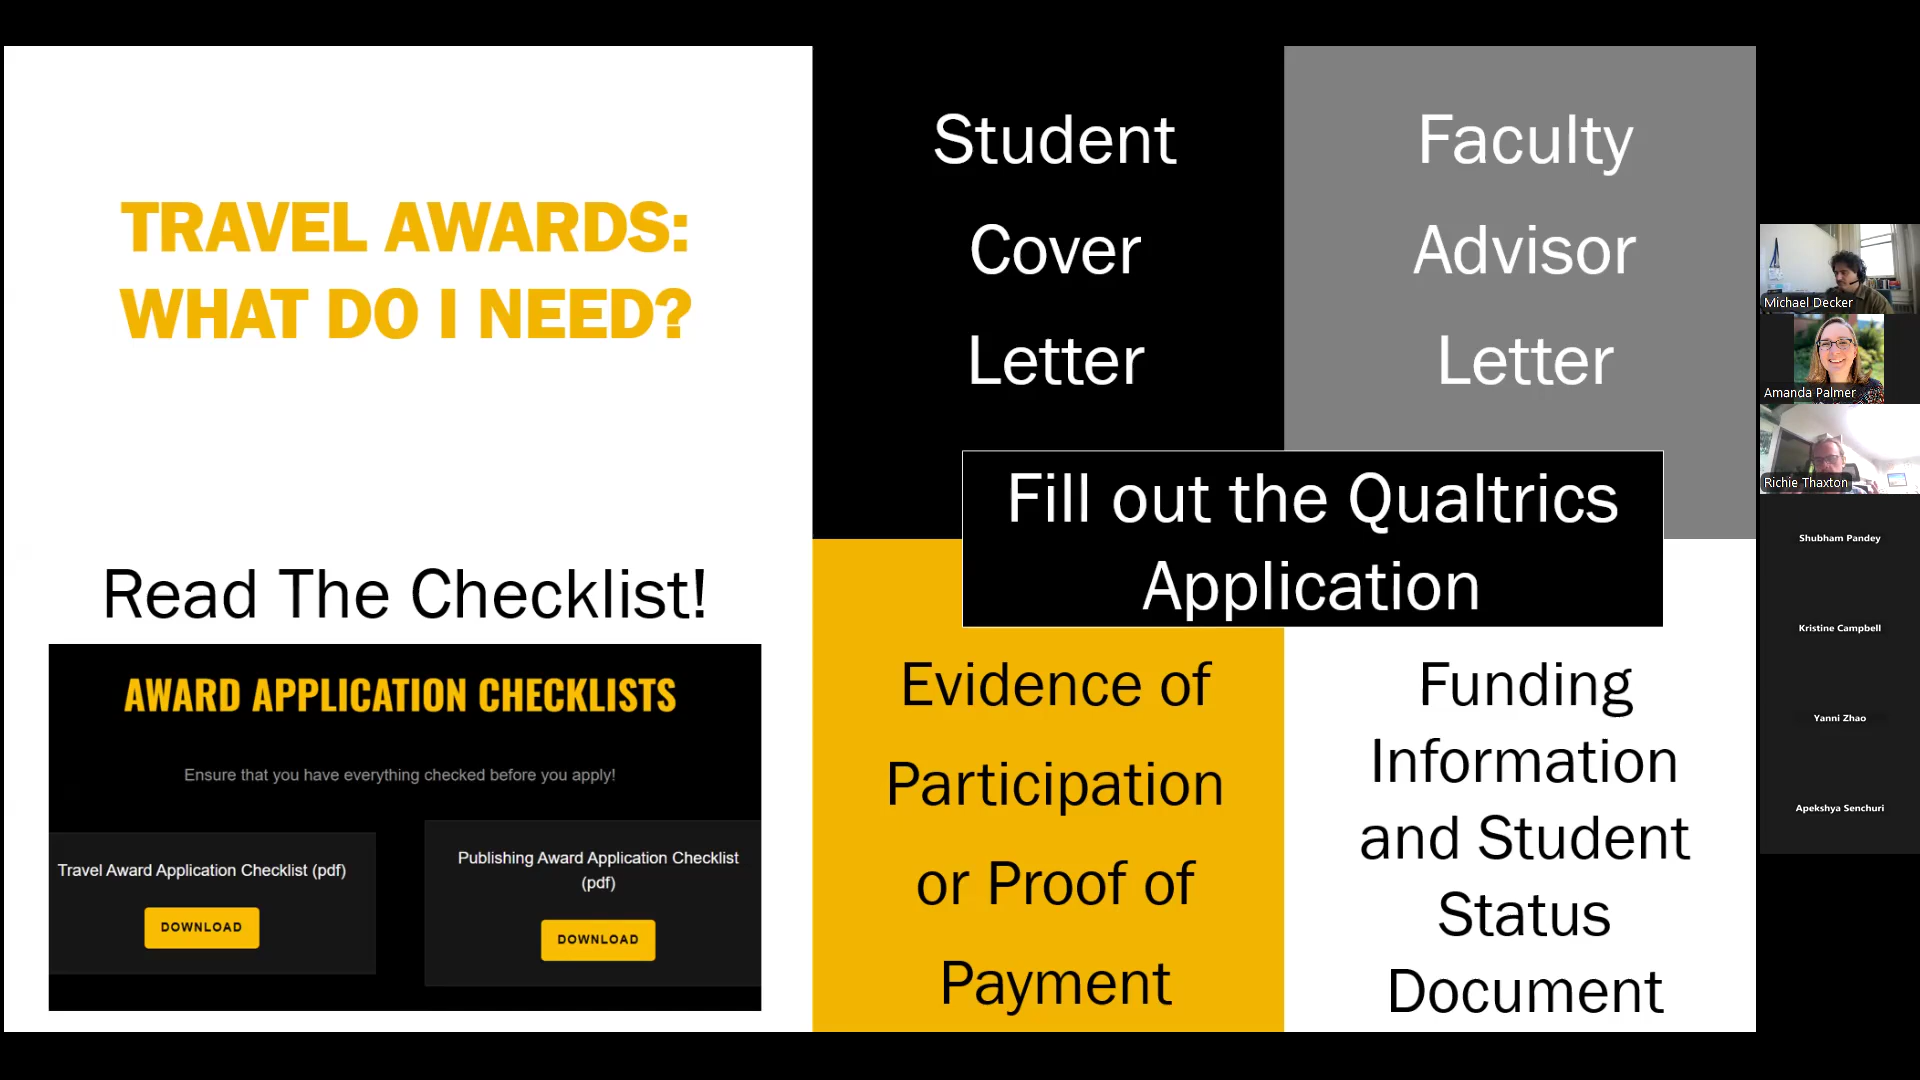 TRAVEL AWARDS:
WHAT DO I NEED?
Read The Checklist!
AWARD APPLICATION CHECKLISTS
Ensure that you have everything checked before you apply!
Travel Award Application Checklist (pdf)
DOWNLOAD
Publishing Award Application Checklist
(pdf)
DOWNLOAD
Student
Cover
Letter
Faculty
Advisor
Letter
Fill out the Qualtrics
Application
Evidence of
Participation
or Proof of
Payment
Funding
Information
and Student
Status
Document
Michael Decker
Amanda Palmer
Richie Thaxton
Shubham Pandey
Kristine Campbell
Yanni Zhao
Apekshya Senchuri